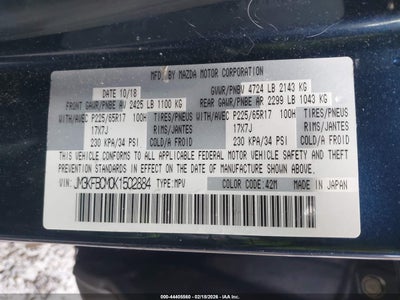 MFD BY MAZDA MOTOR CORPORATION
DATE 10/18 GVWR/PNBV 4724 LB 2143 KG
FRONT GAWR/PNBE AV 2425 LB 1100 KG REAR GAWR/PNBE AR 2299 LB 1043 KG
WITH/AVEC P225/65R17 100H TIRES/PNEUS WITH/AVEC P225/65R17 100H TIRES/PNEUS
17X7J RIMS/JANTES 17X7J RIMS/JANTES
230 KPA/34 PSI COLD/FROID 230 KPA/34 PSI COLD/FROID
THIS VEHICLE CONFORMS TO ALL APPLICABLE FEDERAL MOTOR VEHICLE SAFETY AND
THEFT PREVENTION STANDARDS IN EFFECT ON THE DATE OF MANUFACTURE SHOWN ABOVE.
VIN: JM3KFBCM0K1502884 TYPE:MPV COLOR CODE: 42M MADE IN JAPAN
000-44405560 - 02/18/2026 - IAAI.COM